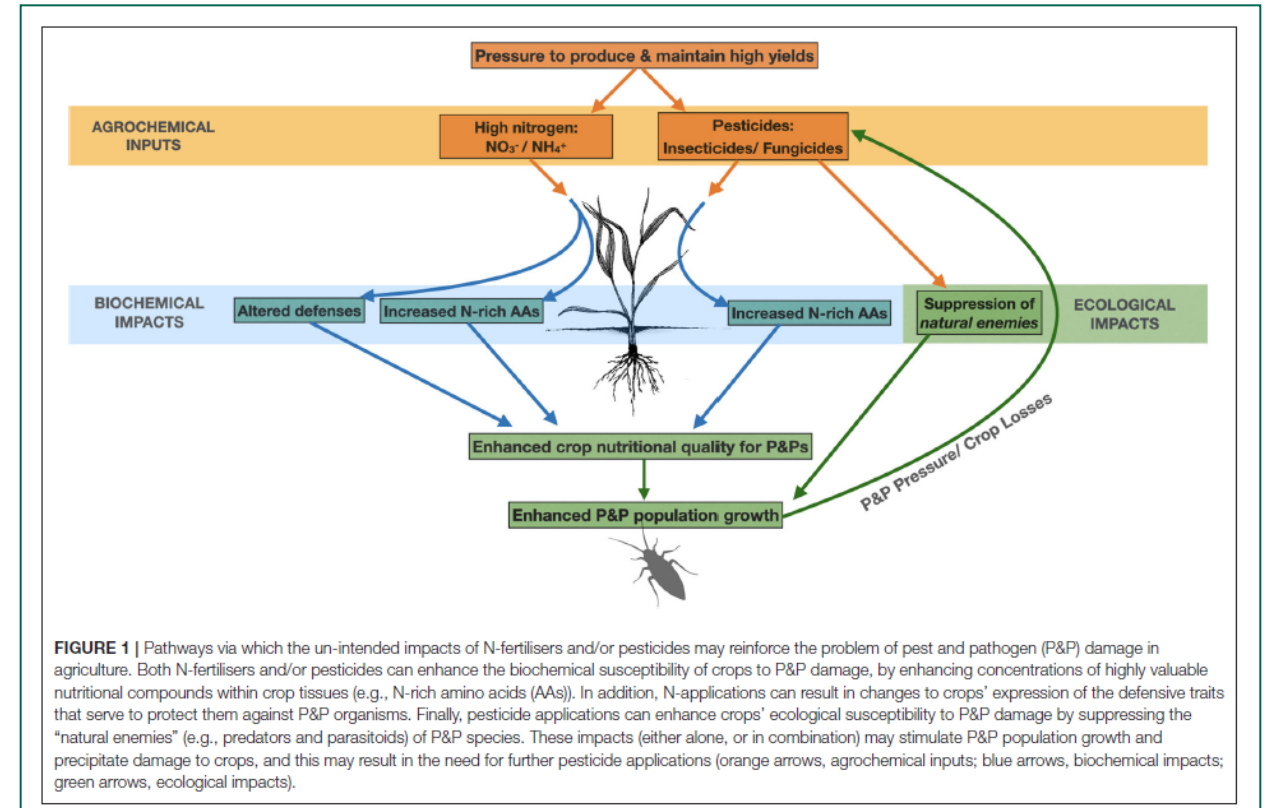 Pressure to produce & maintain high yields
AGROCHEMICAL
INPUTS
High nitrogen:
NO₃⁻ / NH₄⁺
Pesticides:
Insecticides/ Fungicides
BIOCHEMICAL
IMPACTS
Altered defenses
Increased N-rich AAs
Increased N-rich AAs
Suppression of
natural enemies
ECOLOGICAL
IMPACTS
Enhanced crop nutritional quality for P&Ps
Enhanced P&P population growth
P&P Pressure/ Crop Losses
FIGURE 1 | Pathways via which the un-intended impacts of N-fertilisers and/or pesticides may reinforce the problem of pest and pathogen (P&P) damage in
agriculture. Both N-fertilisers and/or pesticides can enhance the biochemical susceptibility of crops to P&P damage, by enhancing concentrations of highly valuable
nutritional compounds within crop tissues (e.g., N-rich amino acids (AAs)). In addition, N-applications can result in changes to crops' expression of the defensive traits
that serve to protect them against P&P organisms. Finally, pesticide applications can enhance crops' ecological susceptibility to P&P damage by suppressing the
“natural enemies” (e.g., predators and parasitoids) of P&P species. These impacts (either alone, or in combination) may stimulate P&P population growth and
precipitate damage to crops, and this may result in the need for further pesticide applications (orange arrows, agrochemical inputs; blue arrows, biochemical impacts;
green arrows, ecological impacts).